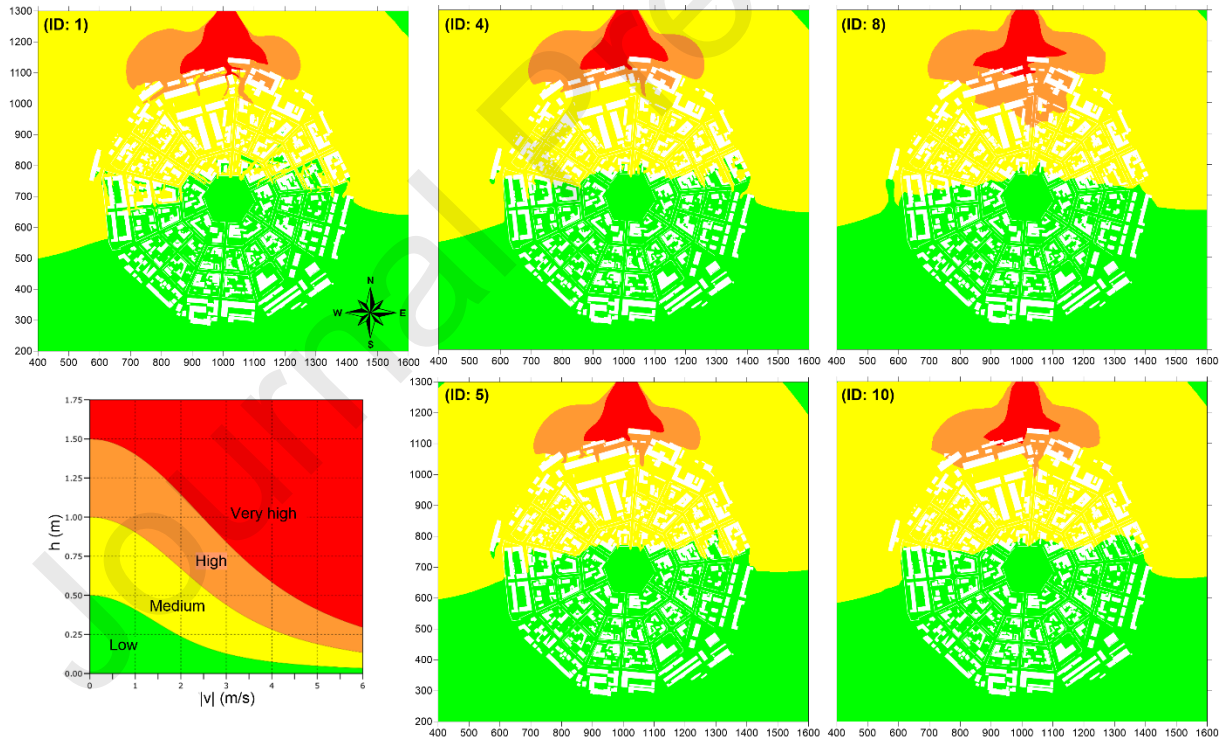 (ID: 1)
1300
1200
1100
1000
900
800
700
600
500
400
300
200
400 500 600 700 800 900 1000 1100 1200 1300 1400 1500 1600
N
W E
S
(ID: 4)
400 500 600 700 800 900 1000 1100 1200 1300 1400 1500 1600
(ID: 8)
400 500 600 700 800 900 1000 1100 1200 1300 1400 1500 1600
h (m)
1.75
1.50
1.25
1.00
0.75
0.50
0.25
0.00
Very high
High
Medium
Low
0 1 2 3 4 5 6
|v| (m/s)
(ID: 5)
1300
1200
1100
1000
900
800
700
600
500
400
300
200
400 500 600 700 800 900 1000 1100 1200 1300 1400 1500 1600
(ID: 10)
400 500 600 700 800 900 1000 1100 1200 1300 1400 1500 1600
Journal Pre